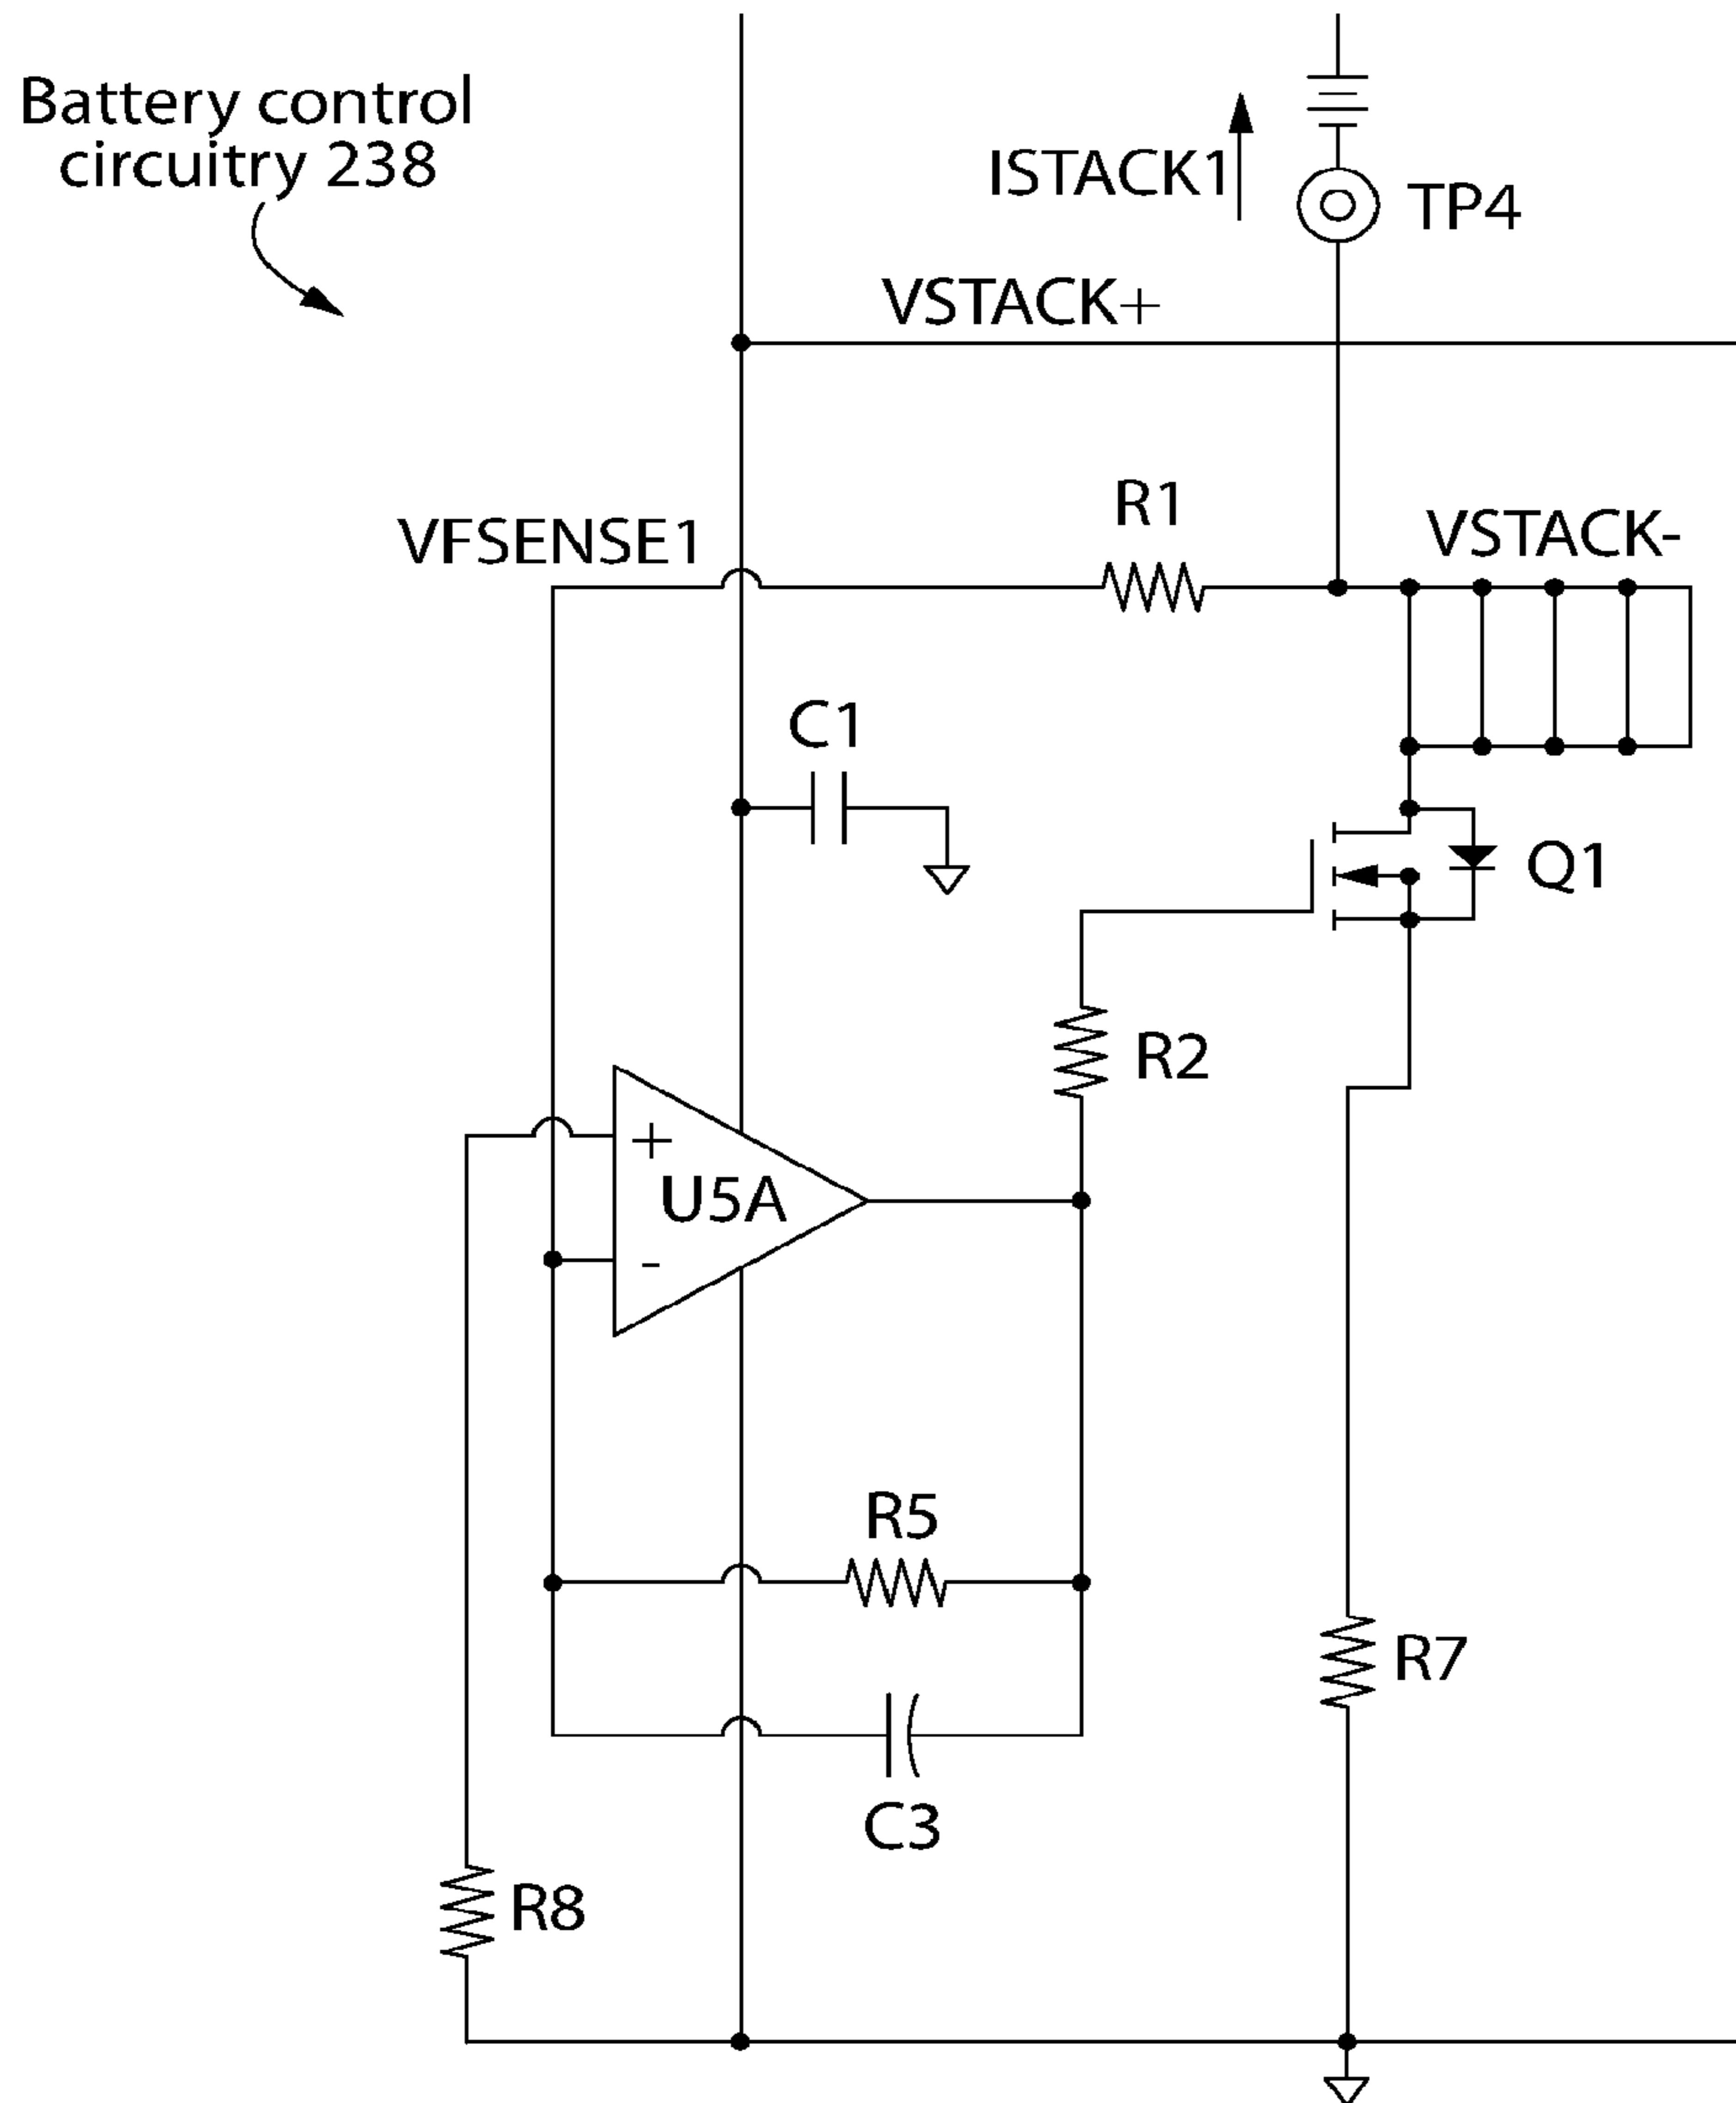 Battery control
circuitry 238
ISTACK1
TP4
VSTACK+
R1
VFSENSE1
VSTACK-
C1
Q1
R2
+
U5A
-
R5
R7
C3
R8